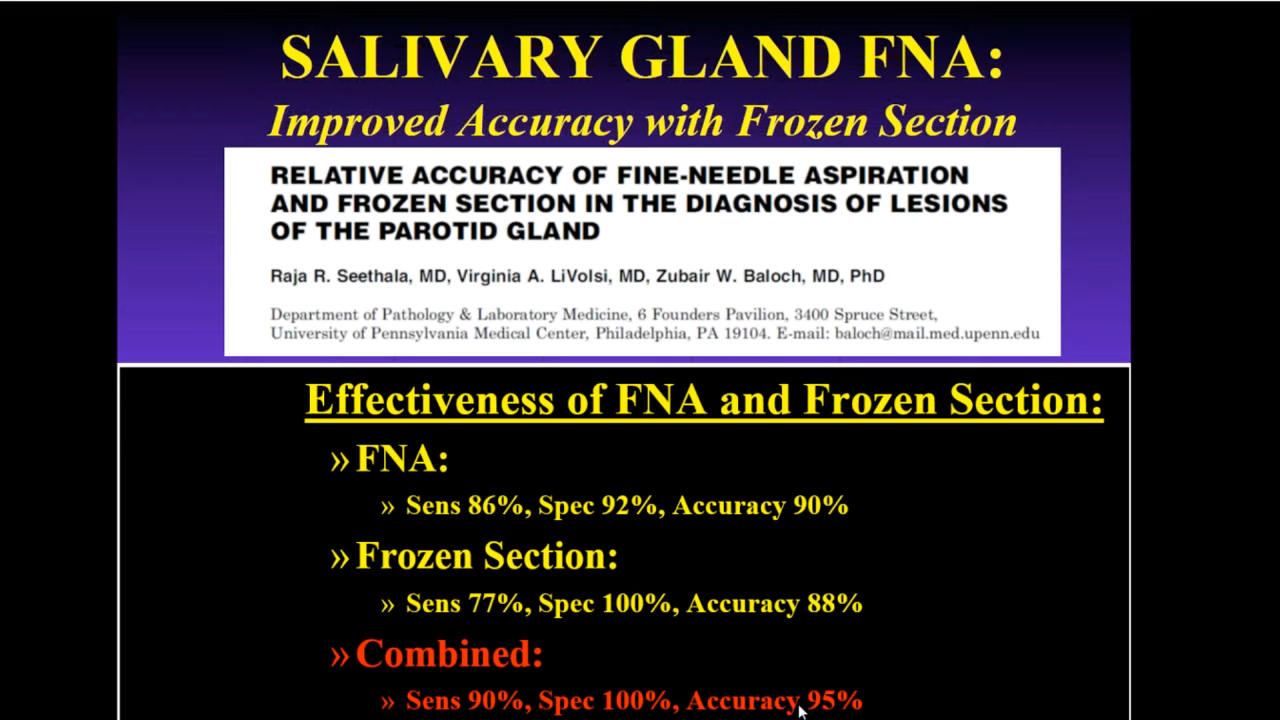 SALIVARY GLAND FNA:
Improved Accuracy with Frozen Section
RELATIVE ACCURACY OF FINE-NEEDLE ASPIRATION
AND FROZEN SECTION IN THE DIAGNOSIS OF LESIONS
OF THE PAROTID GLAND
Raja R. Seethala, MD, Virginia A. LiVolsi, MD, Zubair W. Baloch, MD, PhD
Department of Pathology & Laboratory Medicine, 6 Founders Pavilion, 3400 Spruce Street,
University of Pennsylvania Medical Center, Philadelphia, PA 19104. E-mail: baloch@mail.med.upenn.edu
Effectiveness of FNA and Frozen Section:
» FNA:
» Sens 86%, Spec 92%, Accuracy 90%
» Frozen Section:
» Sens 77%, Spec 100%, Accuracy 88%
» Combined:
» Sens 90%, Spec 100%, Accuracy 95%